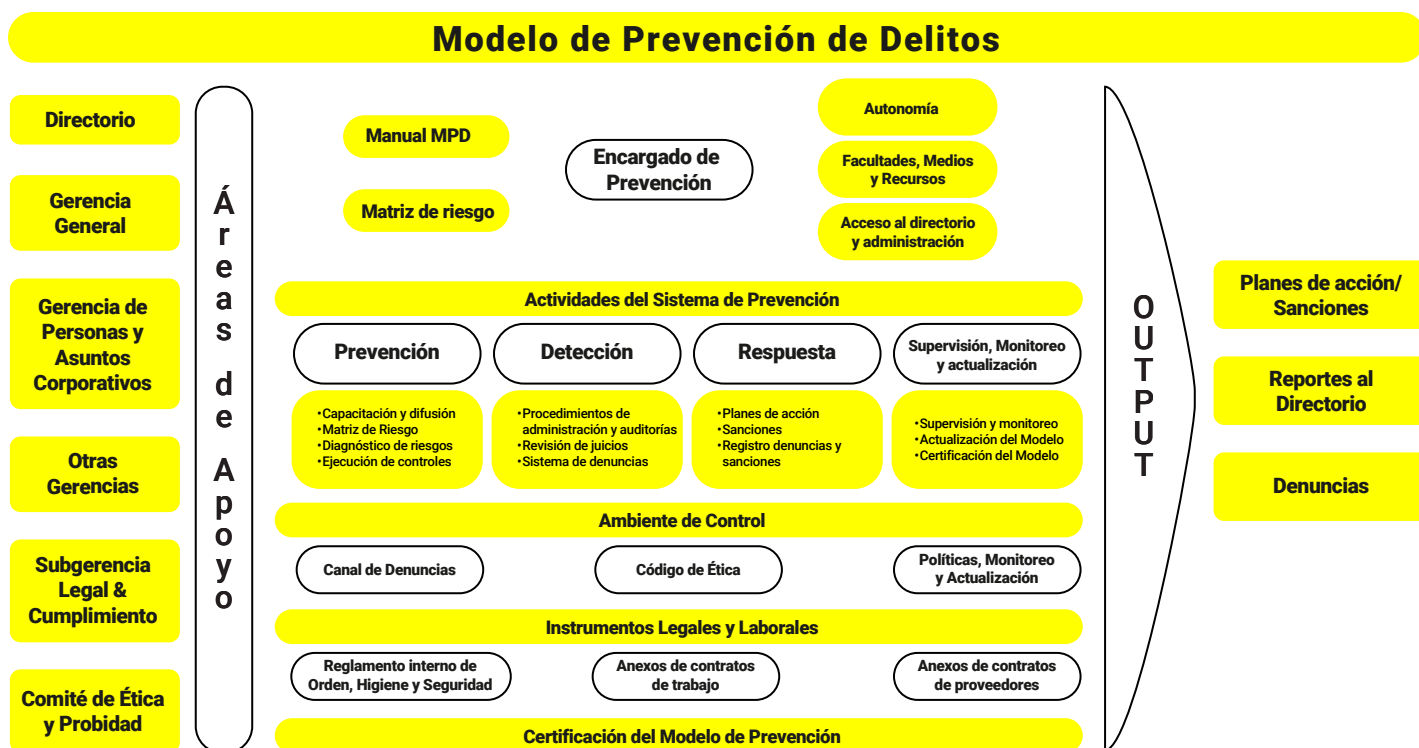 Modelo de Prevención de Delitos
Directorio
Gerencia
General
Gerencia de
Personas y
Asuntos
Corporativos
Otras
Gerencias
Subgerencia
Legal &
Cumplimiento
Comité de Ética
y Probidad
Áreas de Apoyo
Manual MPD
Matriz de riesgo
Encargado de
Prevención
Autonomía
Facultades, Medios
y Recursos
Acceso al directorio
y administración
Actividades del Sistema de Prevención
Prevención
•Capacitación y difusión
•Matriz de Riesgo
•Diagnóstico de riesgos
•Ejecución de controles
Detección
•Procedimientos de
administración y auditorías
•Revisión de juicios
•Sistema de denuncias
Respuesta
•Planes de acción
•Sanciones
•Registro denuncias y
sanciones
Supervisión, Monitoreo
y actualización
•Supervisión y monitoreo
•Actualización del Modelo
•Certificación del Modelo
Ambiente de Control
Canal de Denuncias
Código de Ética
Políticas, Monitoreo
y Actualización
Instrumentos Legales y Laborales
Reglamento interno de
Orden, Higiene y Seguridad
Anexos de contratos
de trabajo
Anexos de contratos
de proveedores
Certificación del Modelo de Prevención
OUTPUT
Planes de acción/
Sanciones
Reportes al
Directorio
Denuncias